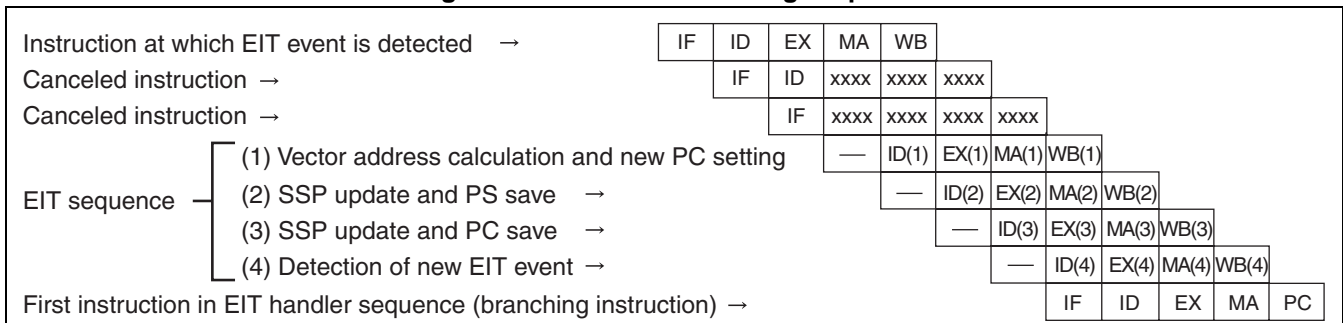 Instruction at which EIT event is detected → IF ID EX MA WB
Canceled instruction → IF ID xxxx xxxx xxxx
Canceled instruction → IF xxxx xxxx xxxx xxxx
(1) Vector address calculation and new PC setting — ID(1) EX(1) MA(1) WB(1)
EIT sequence (2) SSP update and PS save → — ID(2) EX(2) MA(2) WB(2)
(3) SSP update and PC save → — ID(3) EX(3) MA(3) WB(3)
(4) Detection of new EIT event → — ID(4) EX(4) MA(4) WB(4)
First instruction in EIT handler sequence (branching instruction) → IF ID EX MA PC